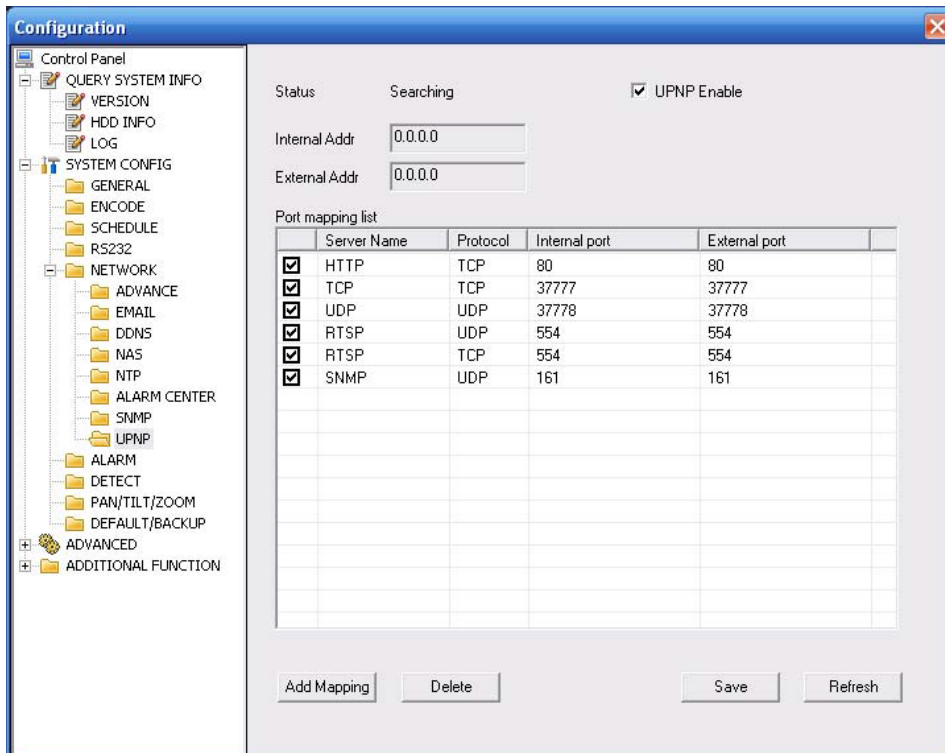 Configuration
Control Panel
QUERY SYSTEM INFO
VERSION
HDD INFO
LOG
SYSTEM CONFIG
GENERAL
ENCODE
SCHEDULE
RS232
NETWORK
ADVANCE
EMAIL
DDNS
NAS
NTP
ALARM CENTER
SNMP
UPNP
ALARM
DETECT
PAN/TILT/ZOOM
DEFAULT/BACKUP
ADVANCED
ADDITIONAL FUNCTION
Status Searching UPNP Enable
Internal Addr 0.0.0.0
External Addr 0.0.0.0
Port mapping list
Server Name Protocol Internal port External port
HTTP TCP 80 80
TCP TCP 37777 37777
UDP UDP 37778 37778
RTSP UDP 554 554
RTSP TCP 554 554
SNMP UDP 161 161
Add Mapping Delete Save Refresh